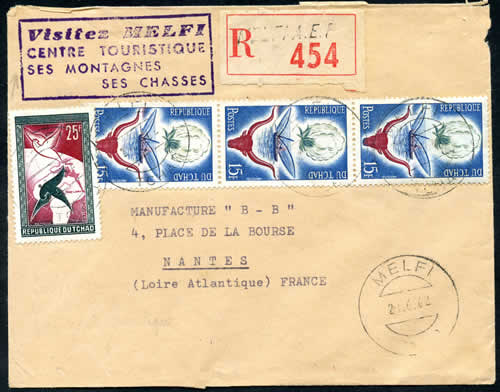 Visitez MELFI
CENTRE TOURISTIQUE
SES MONTAGNES
SES CHASSES
R
MELFI A.E.F
454
25F
REPUBLIQUE DU TCHAD
POSTES
REPUBLIQUE
15F
DU TCHAD
POSTES
REPUBLIQUE
15F
DU TCHAD
POSTES
REPUBLIQUE
15F
DU TCHAD
MANUFACTURE "B - B"
4, PLACE DE LA BOURSE
NANTES
(Loire Atlantique) FRANCE
MELFI